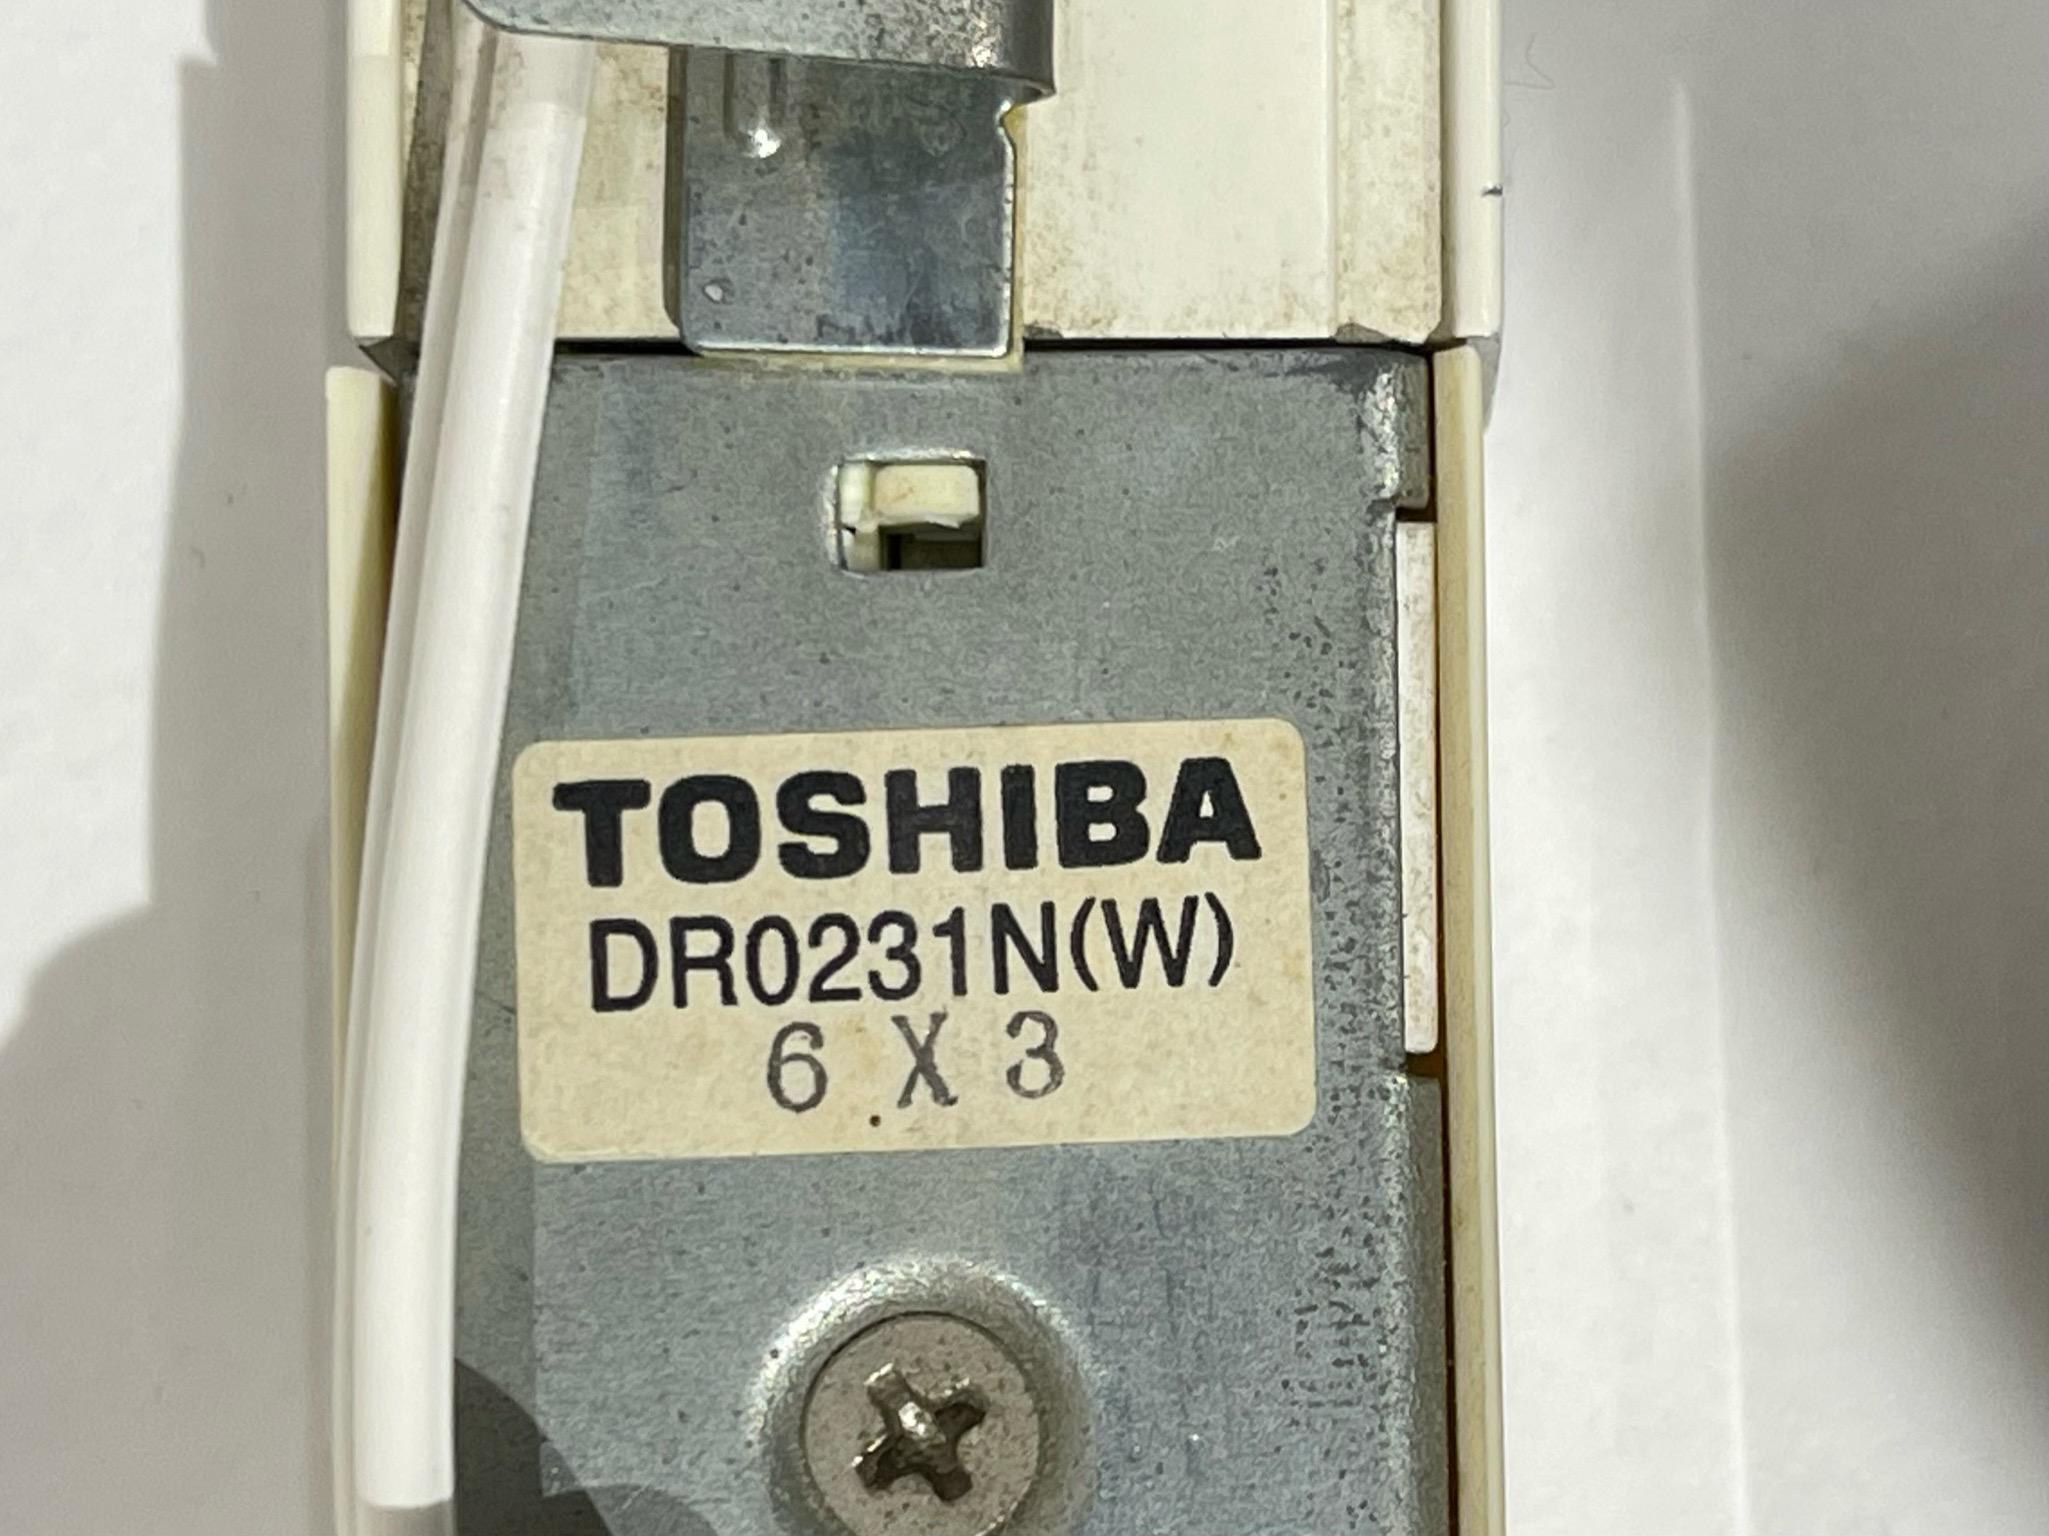 TOSHIBA
DR0231N(W)
6 X 3